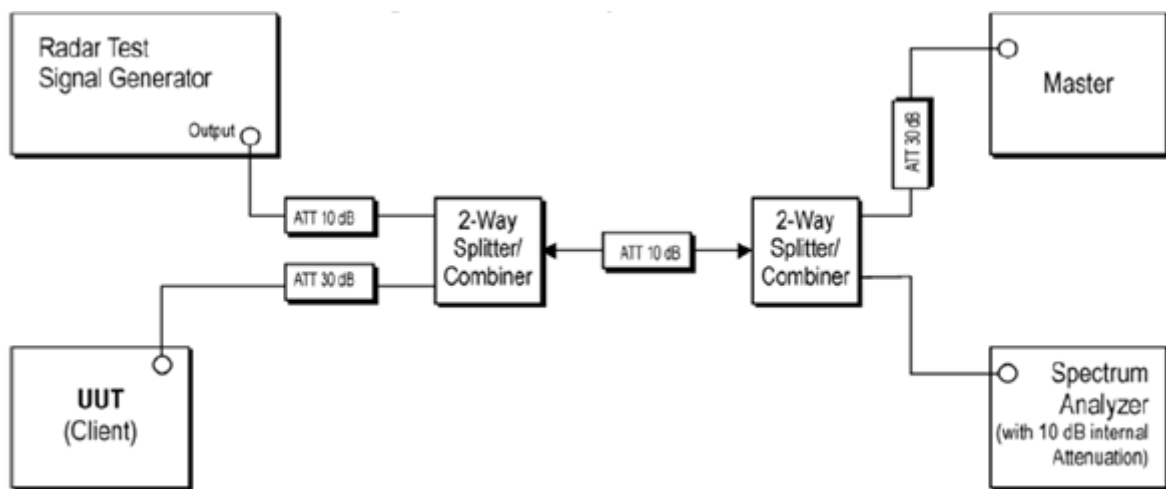 Radar Test
Signal Generator
Output
ATT 10 dB
ATT 30 dB
UUT
(Client)
2-Way
Splitter/
Combiner
ATT 10 dB
2-Way
Splitter/
Combiner
ATT 30 dB
Master
Spectrum
Analyzer
(with 10 dB internal
Attenuation)